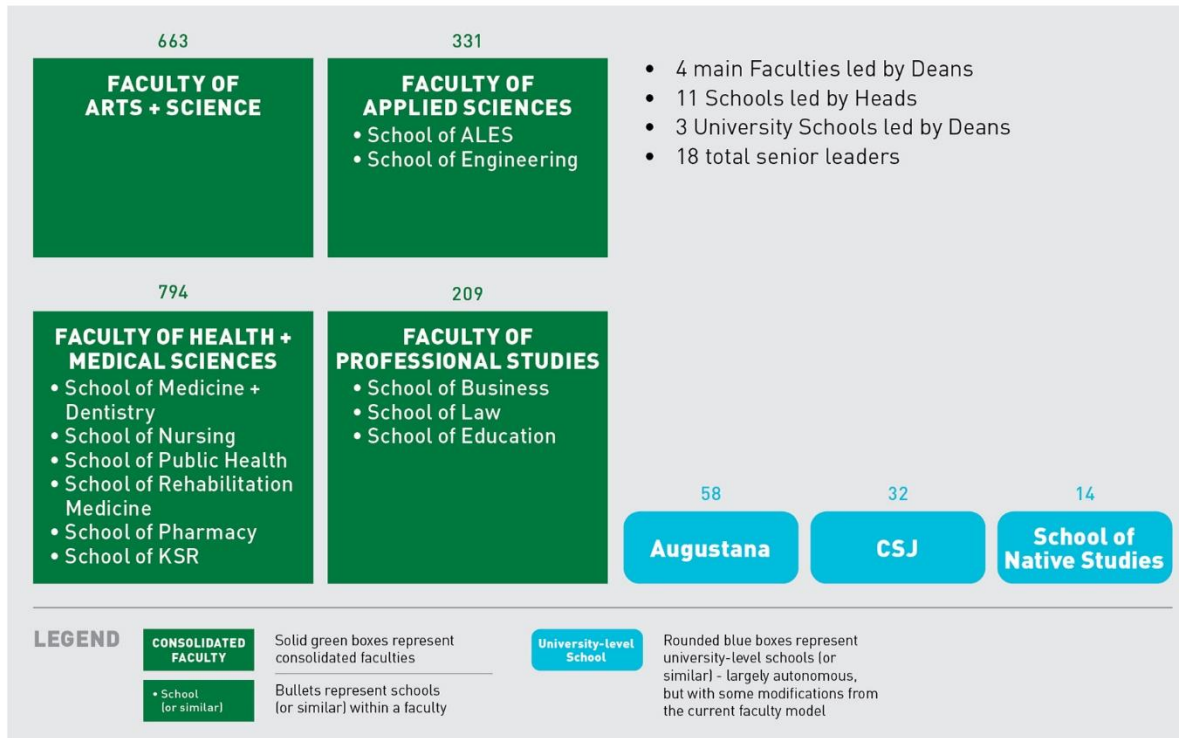 663
FACULTY OF
ARTS + SCIENCE
331
FACULTY OF
APPLIED SCIENCES
• School of ALES
• School of Engineering
• 4 main Faculties led by Deans
• 11 Schools led by Heads
• 3 University Schools led by Deans
• 18 total senior leaders
794
FACULTY OF HEALTH +
MEDICAL SCIENCES
• School of Medicine +
Dentistry
• School of Nursing
• School of Public Health
• School of Rehabilitation
Medicine
• School of Pharmacy
• School of KSR
209
FACULTY OF
PROFESSIONAL STUDIES
• School of Business
• School of Law
• School of Education
58
Augustana
32
CSJ
14
School of
Native Studies
LEGEND
CONSOLIDATED
FACULTY
Solid green boxes represent
consolidated faculties
• School
(or similar)
Bullets represent schools
(or similar) within a faculty
University-level
School
Rounded blue boxes represent
university-level schools (or
similar) - largely autonomous,
but with some modifications from
the current faculty model